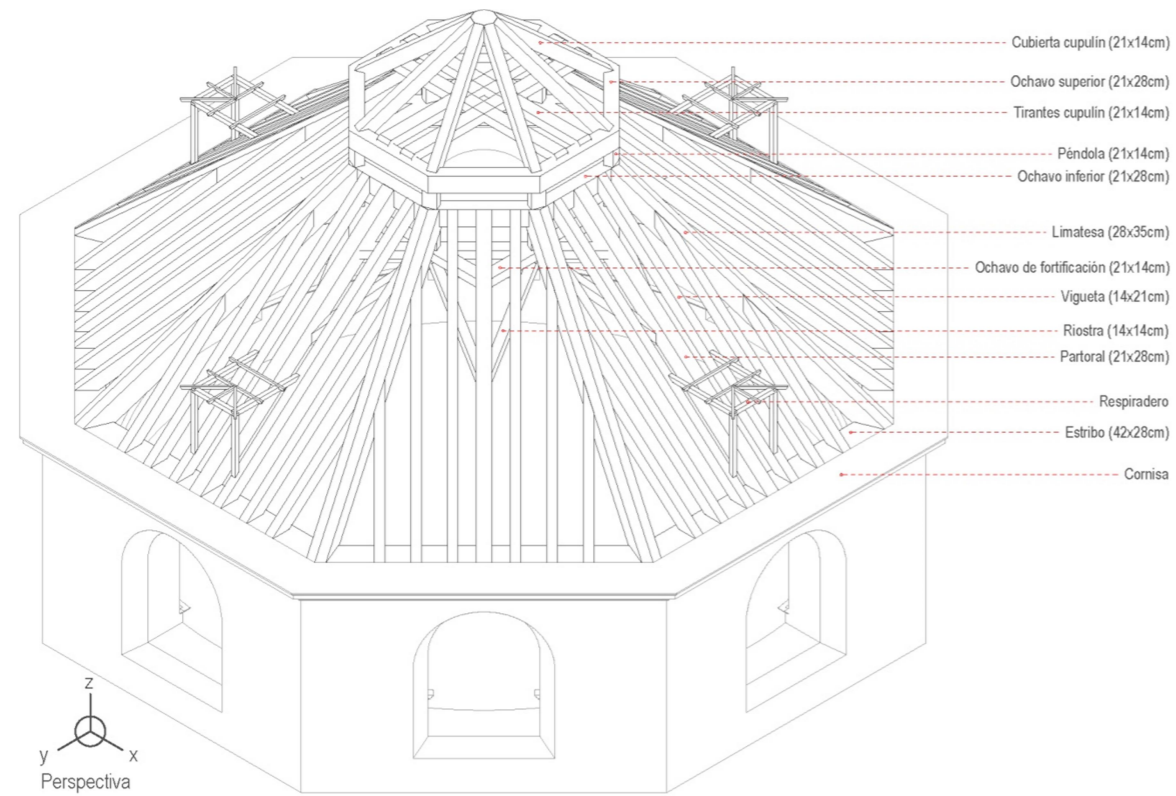 Cubierta cupulín (21x14cm)
Ochavo superior (21x28cm)
Tirantes cupulín (21x14cm)
Péndola (21x14cm)
Ochavo inferior (21x28cm)
Limatesa (28x35cm)
Ochavo de fortificación (21x14cm)
Vigueta (14x21cm)
Riostra (14x14cm)
Partoral (21x28cm)
Respiradero
Estribo (42x28cm)
Cornisa
z
y
x
Perspectiva